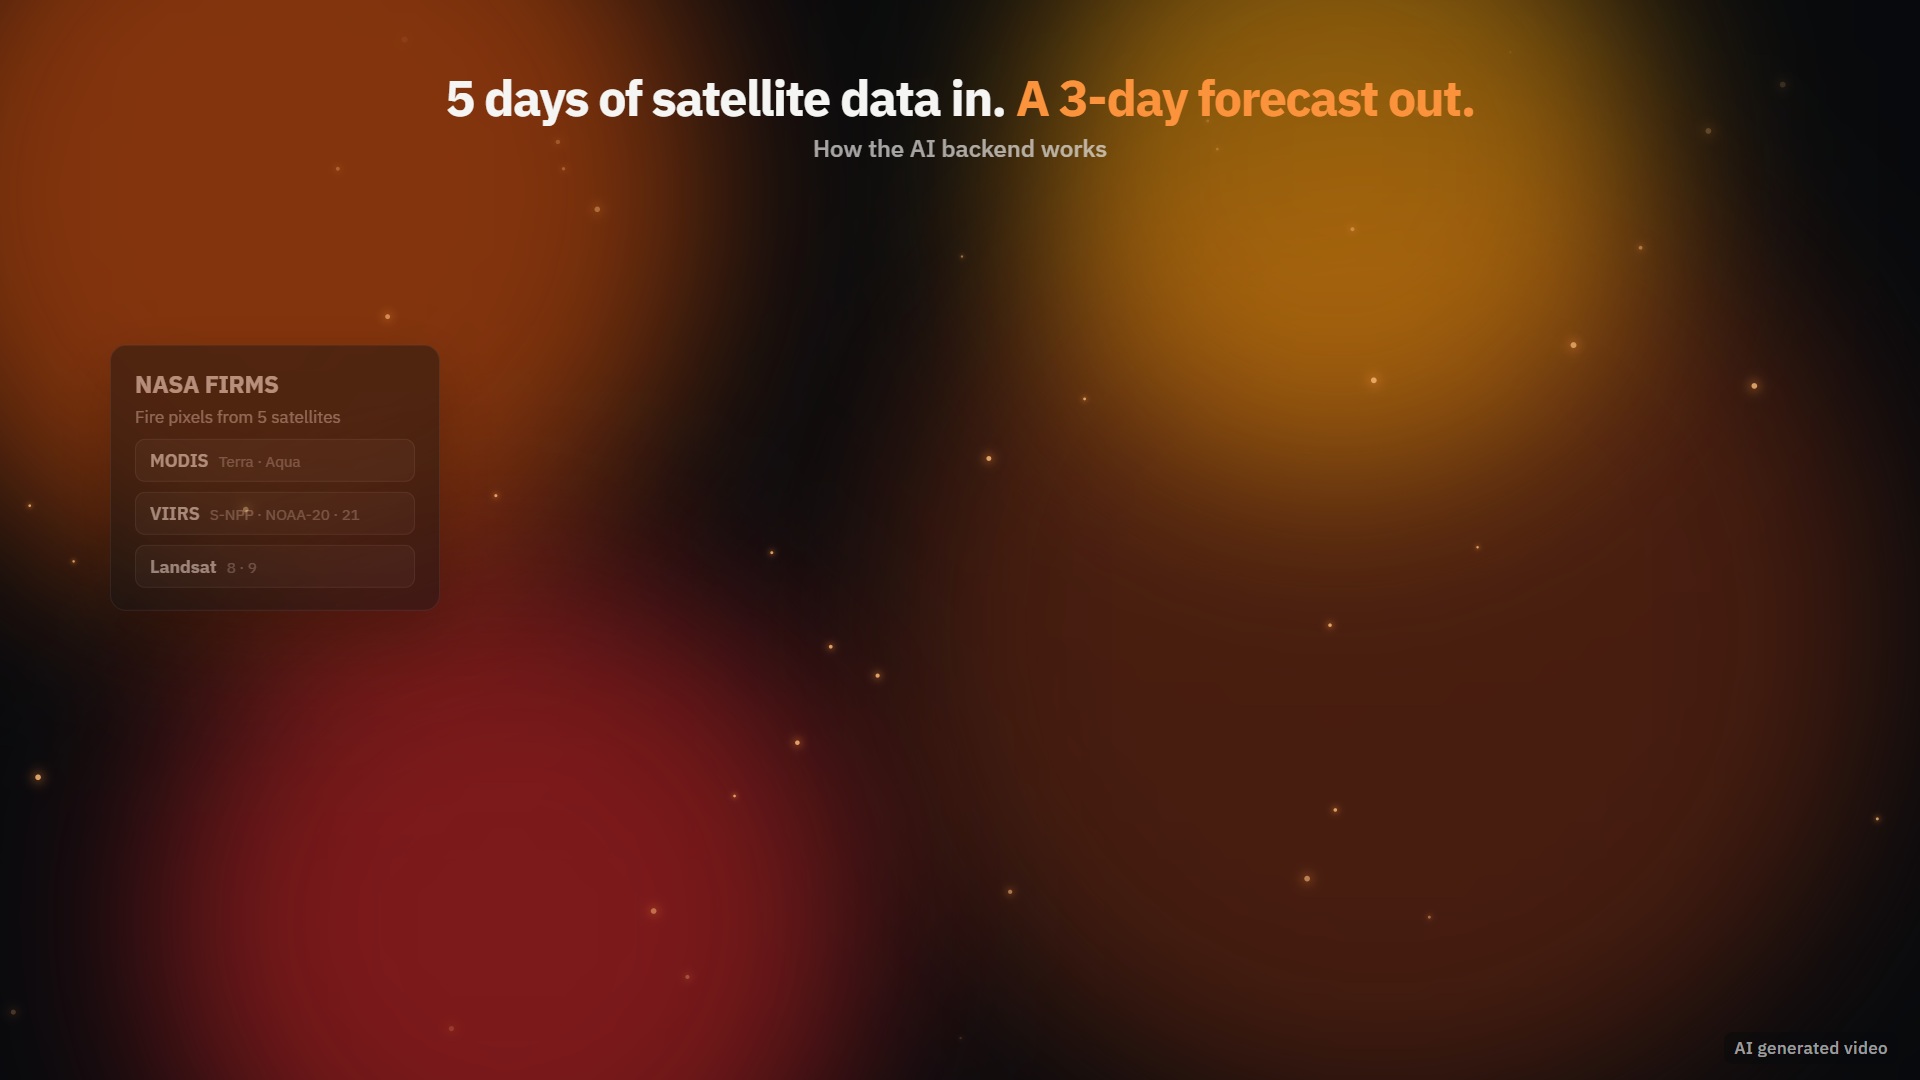 5 days of satellite data in. A 3-day forecast out.
How the AI backend works
NASA FIRMS
Fire pixels from 5 satellites
MODIS Terra · Aqua
VIIRS S-NPP · NOAA-20 · 21
Landsat 8 · 9
AI generated video